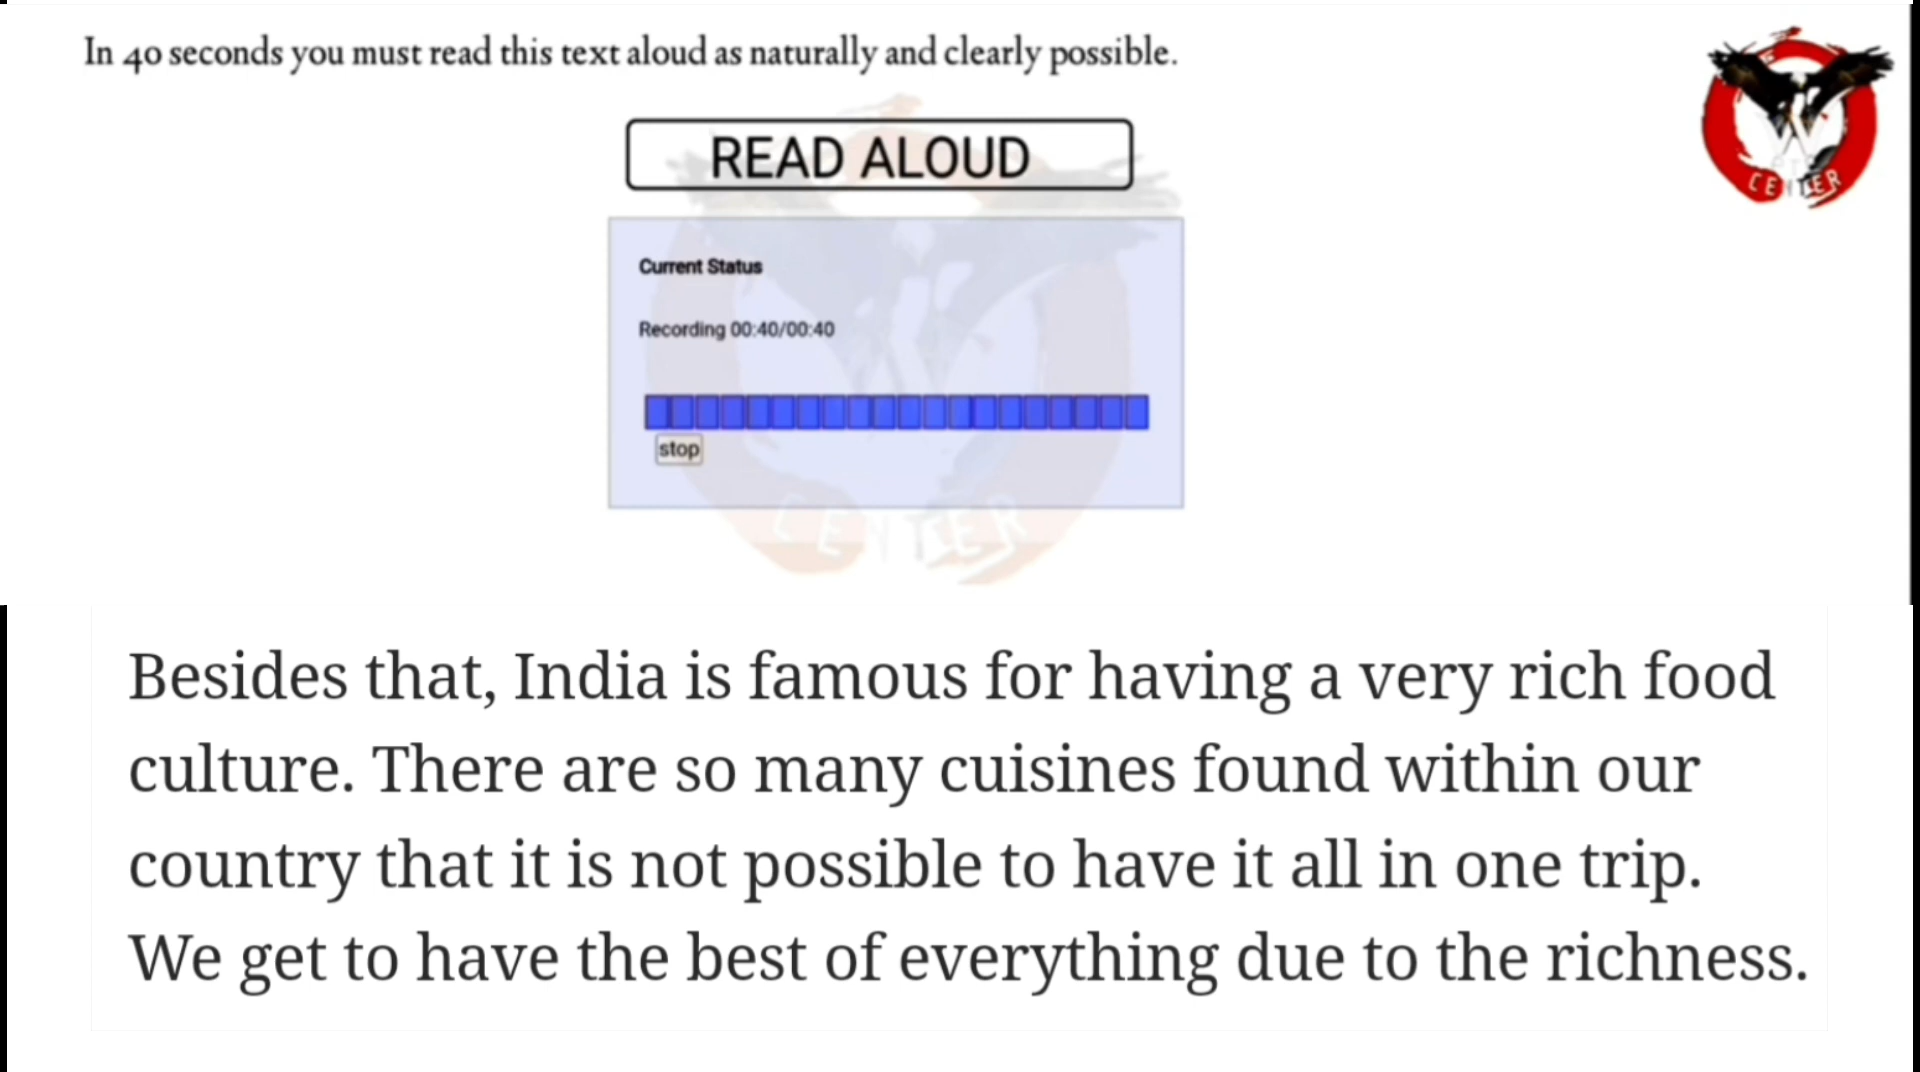 In 40 seconds you must read this text aloud as naturally and clearly possible.
READ ALOUD
Current Status
Recording 00:40/00:40
stop
CENTER
CENTER
Besides that, India is famous for having a very rich food
culture. There are so many cuisines found within our
country that it is not possible to have it all in one trip.
We get to have the best of everything due to the richness.